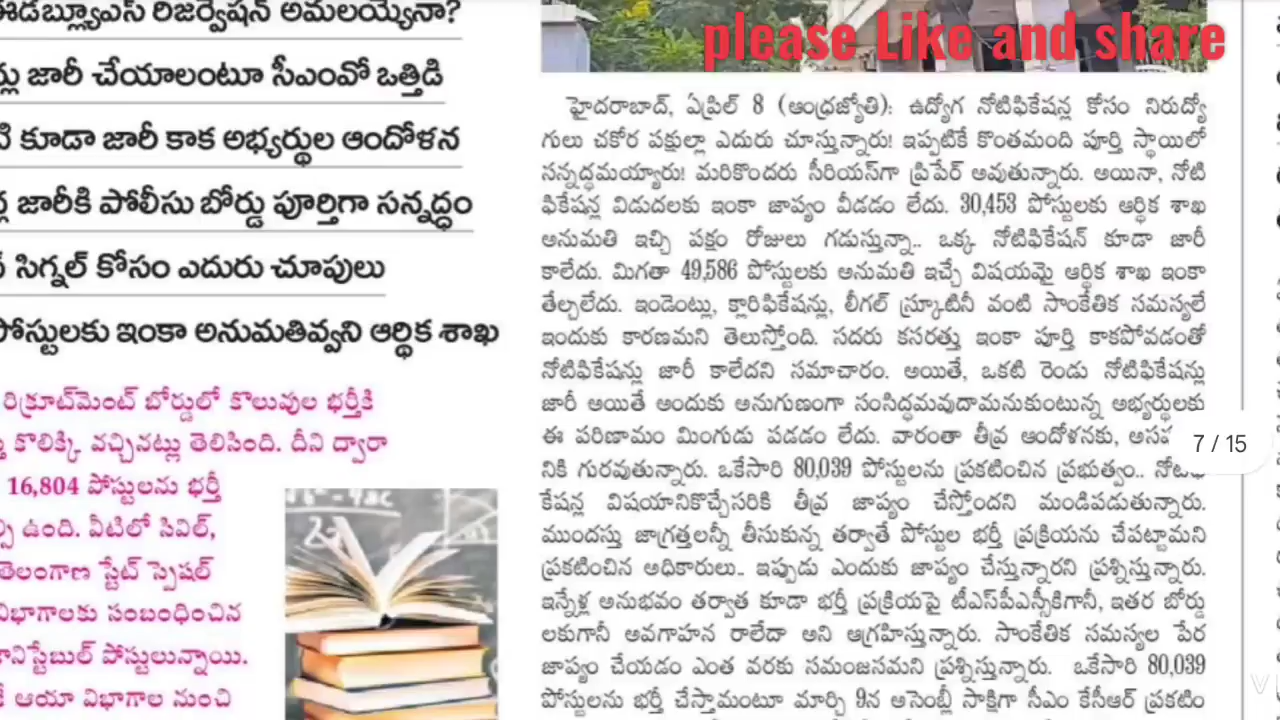 ఈడబ్ల్యూఎస్ రిజర్వేషన్ అమలయ్యేనా?
జారీ చేయాలంటూ సీఎంవో ఒత్తిడి
కూడా జారీ కాక అభ్యర్థుల ఆందోళన
జారీకి పోలీసు బోర్డు పూర్తిగా సన్నద్ధం
సిగ్నల్ కోసం ఎదురు చూపులు
పోస్టులకు ఇంకా అనుమతివ్వని ఆర్థిక శాఖ
రిక్రూట్‌మెంట్ బోర్డులో కొలువుల భర్తీకి
కొలిక్కి వచ్చినట్లు తెలిసింది. దీని ద్వారా
16,804 పోస్టులను భర్తీ
ఉంది. వీటిలో సివిల్,
తెలంగాణ స్టేట్ స్పెషల్
విభాగాలకు సంబంధించిన
పోస్టులున్నాయి.
ఆయా విభాగాల నుంచి
please Like and share
హైదరాబాద్, ఏప్రిల్ 8 (ఆంధ్రజ్యోతి): ఉద్యోగ నోటిఫికేషన్ల కోసం నిరుద్యో
గులు చకోర పక్షుల్లా ఎదురు చూస్తున్నారు! ఇప్పటికే కొంతమంది పూర్తి స్థాయిలో
సన్నద్ధమయ్యారు! మరికొందరు సీరియస్‌గా ప్రిపేర్ అవుతున్నారు. అయినా, నోటి
ఫికేషన్ల విడుదలకు ఇంకా జాప్యం వీడడం లేదు. 30,453 పోస్టులకు ఆర్థిక శాఖ
అనుమతి ఇచ్చి పక్షం రోజులు గడుస్తున్నా.. ఒక్క నోటిఫికేషన్ కూడా జారీ
కాలేదు. మిగతా 49,586 పోస్టులకు అనుమతి ఇచ్చే విషయమై ఆర్థిక శాఖ ఇంకా
తేల్చలేదు. ఇండెంట్లు, క్లారిఫికేషన్లు, లీగల్ స్క్రూటినీ వంటి సాంకేతిక సమస్యలే
ఇందుకు కారణమని తెలుస్తోంది. సదరు కసరత్తు ఇంకా పూర్తి కాకపోవడంతో
నోటిఫికేషన్లు జారీ కాలేదని సమాచారం. అయితే, ఒకటి రెండు నోటిఫికేషన్లు
జారీ అయితే అందుకు అనుగుణంగా సంసిద్ధమవుదామనుకుంటున్న అభ్యర్థులకు
ఈ పరిణామం మింగుడు పడడం లేదు. వారంతా తీవ్ర ఆందోళనకు,
నికి గురవుతున్నారు. ఒకేసారి 80,039 పోస్టులను ప్రకటించిన ప్రభుత్వం..
కేషన్ల విషయానికొచ్చేసరికి తీవ్ర జాప్యం చేస్తోందని మండిపడుతున్నారు.
ముందస్తు జాగ్రత్తలన్నీ తీసుకున్న తర్వాతే పోస్టుల భర్తీ ప్రక్రియను చేపట్టామని
ప్రకటించిన అధికారులు.. ఇప్పుడు ఎందుకు జాప్యం చేస్తున్నారని ప్రశ్నిస్తున్నారు.
ఇన్నేళ్ల అనుభవం తర్వాత కూడా భర్తీ ప్రక్రియపై టీఎస్‌పీఎస్సీకిగానీ, ఇతర బోర్డు
లకుగానీ అవగాహన రాలేదా అని ఆగ్రహిస్తున్నారు. సాంకేతిక సమస్యల పేర
జాప్యం చేయడం ఎంత వరకు సమంజసమని ప్రశ్నిస్తున్నారు. ఒకేసారి 80,039
పోస్టులను భర్తీ చేస్తామంటూ మార్చి 9న అసెంబ్లీ సాక్షిగా సీఎం కేసీఆర్ ప్రకటిం
7 / 15